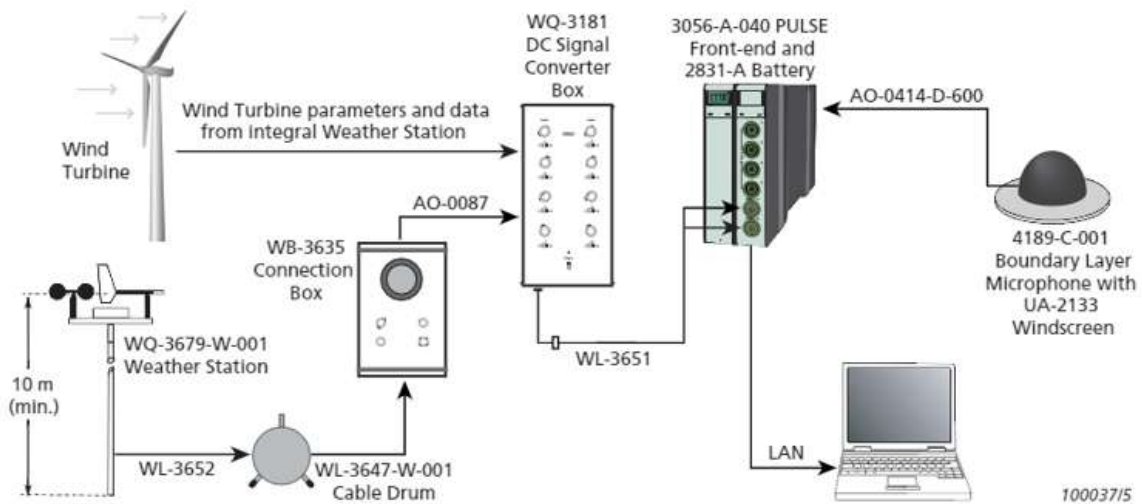 WQ-3181
DC Signal
Converter
Box
3056-A-040 PULSE
Front-end and
2831-A Battery
AO-0414-D-600
Wind Turbine parameters and data
from integral Weather Station
Wind
Turbine
AO-0087
WB-3635
Connection
Box
4189-C-001
Boundary Layer
Microphone with
UA-2133
Windscreen
WQ-3679-W-001
Weather Station
WL-3651
10 m
(min.)
WL-3652
WL-3647-W-001
Cable Drum
LAN
100037/5